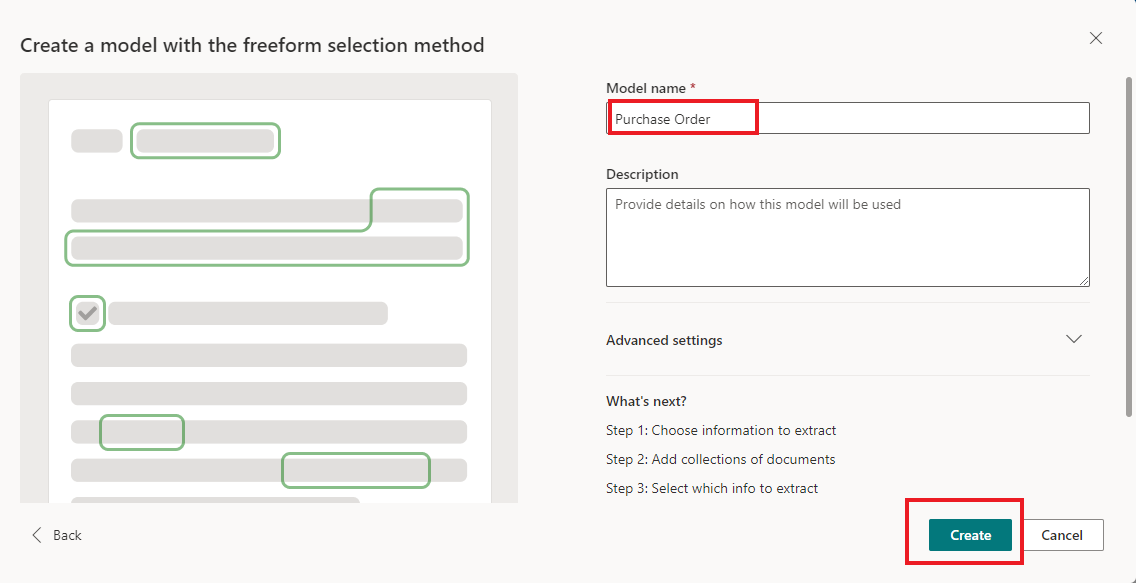 Create a model with the freeform selection method
Model name *
Purchase Order
Description
Provide details on how this model will be used
Advanced settings
What's next?
Step 1: Choose information to extract
Step 2: Add collections of documents
Step 3: Select which info to extract
Back
Create
Cancel